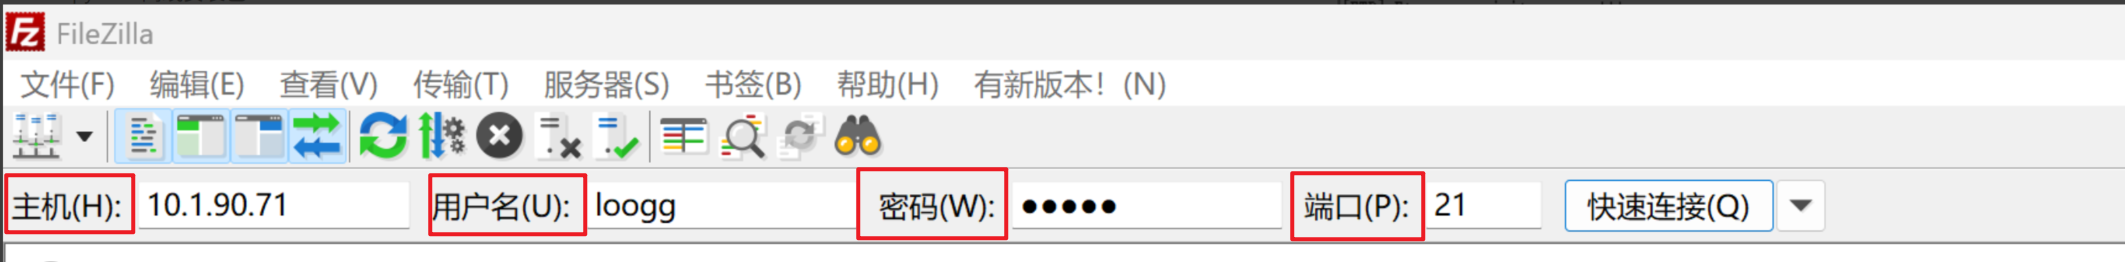 FileZilla
文件(F) 编辑(E) 查看(V) 传输(T) 服务器(S) 书签(B) 帮助(H) 有新版本！(N)
主机(H): 10.1.90.71 用户名(U): loogg 密码(W): ●●●●● 端口(P): 21 快速连接(Q)